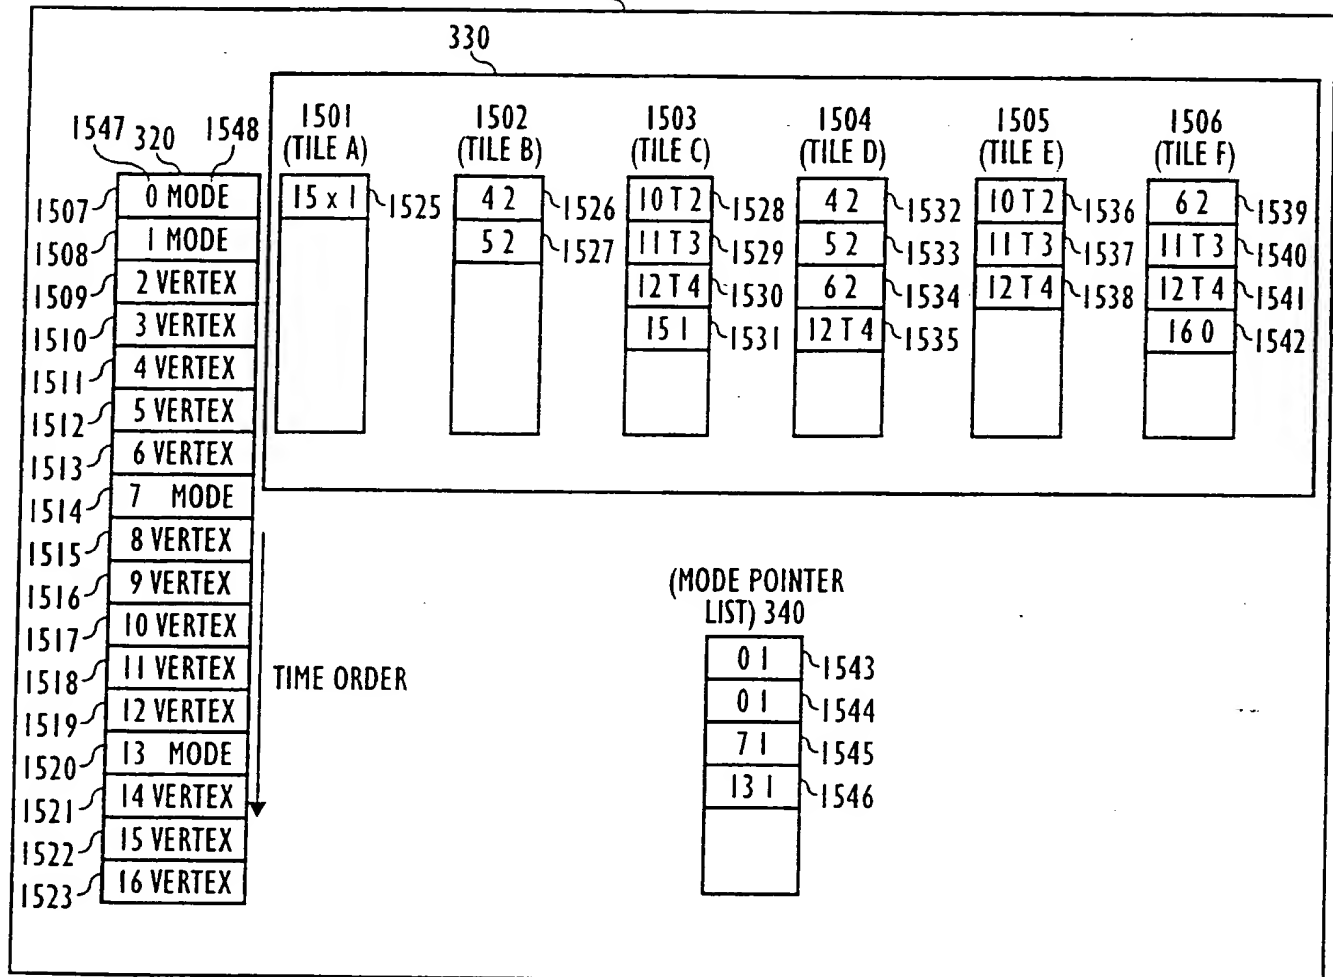 330
1547 320 1548
1501 (TILE A)
1502 (TILE B)
1503 (TILE C)
1504 (TILE D)
1505 (TILE E)
1506 (TILE F)
1507 0 MODE
1508 1 MODE
1509 2 VERTEX
1510 3 VERTEX
1511 4 VERTEX
1512 5 VERTEX
1513 6 VERTEX
1514 7 MODE
1515 8 VERTEX
1516 9 VERTEX
1517 10 VERTEX
1518 11 VERTEX
1519 12 VERTEX
1520 13 MODE
1521 14 VERTEX
1522 15 VERTEX
1523 16 VERTEX
TIME ORDER
15 x 1 1525
4 2 1526
5 2 1527
10 T 2 1528
11 T 3 1529
12 T 4 1530
15 1 1531
4 2 1532
5 2 1533
6 2 1534
12 T 4 1535
10 T 2 1536
11 T 3 1537
12 T 4 1538
6 2 1539
11 T 3 1540
12 T 4 1541
16 0 1542
(MODE POINTER
LIST) 340
0 1 1543
0 1 1544
7 1 1545
13 1 1546